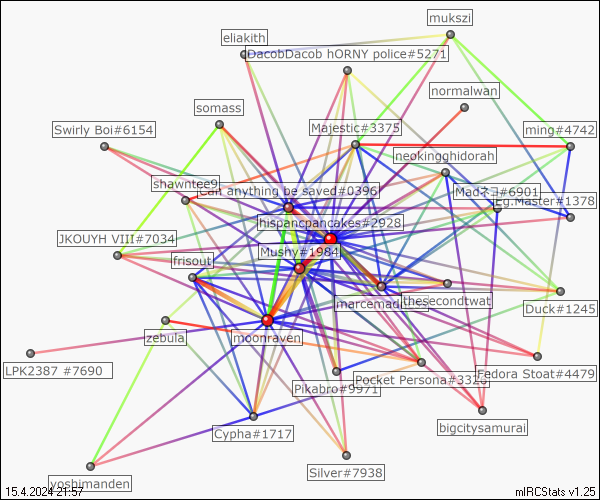 mukszi
eliakith
DacobDacob hORNY police#5271
normalwan
somass
Swirly Boi#6154
Majestic#3375
ming#4742
neokingghidorah
shawntee9
Can anything be saved#0396
Madネコ#6901
Eg.Master#1378
hispancpancakes#2928
JKOUYH VIII#7034
Mushy#1984
frisout
marcemad
thesecondtwat
Duck#1245
zebula
moonraven
LPK2387 #7690
Pikabro#9971
Pocket Persona#3326
Fedora Stoat#4479
Cypha#1717
bigcitysamurai
Silver#7938
yoshimanden
15.4.2024 21:57
mIRCStats v1.25